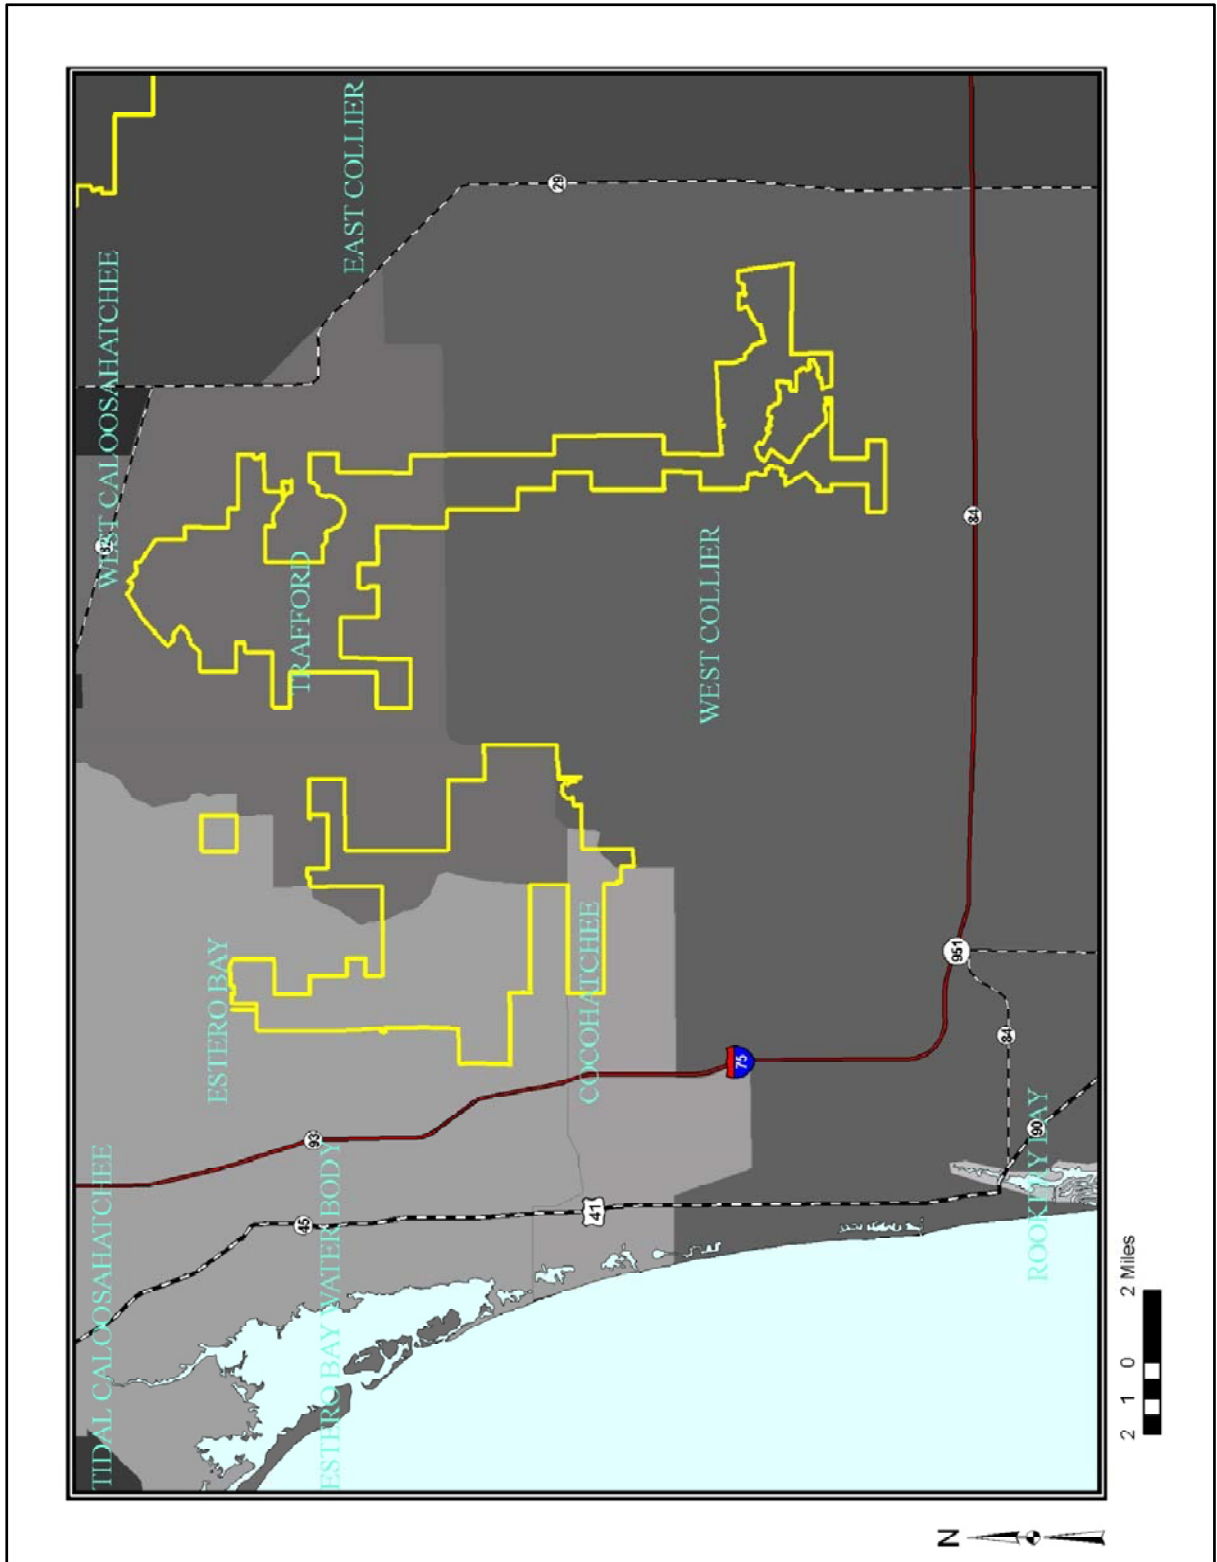 TIDAL CALOOSAHATCHEE
WEST CALOOSAHATCHEE
ESTERO BAY
TRAFFORD
EAST COLLIER
ESTERO BAY WATER BODY
COCOHATCHEE
WEST COLLIER
ROOKERY BAY
93
45
29
41
75
84
951
84
90
2 1 0 2 Miles
N